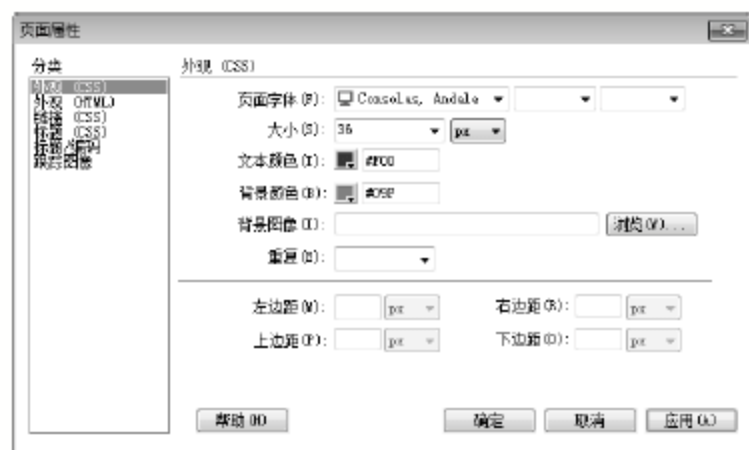 页面属性
分类
外观 (CSS)
外观 (HTML)
链接 (CSS)
标题 (CSS)
标题/编码
跟踪图像
外观 (CSS)
页面字体(F): Consolas, Andale
大小(S): 36 px
文本颜色(T): #F00
背景颜色(B): #09F
背景图像(I): 浏览(W)...
重复(E):
左边距(M): px 右边距(R): px
上边距(P): px 下边距(O): px
帮助(H) 确定 取消 应用(A)